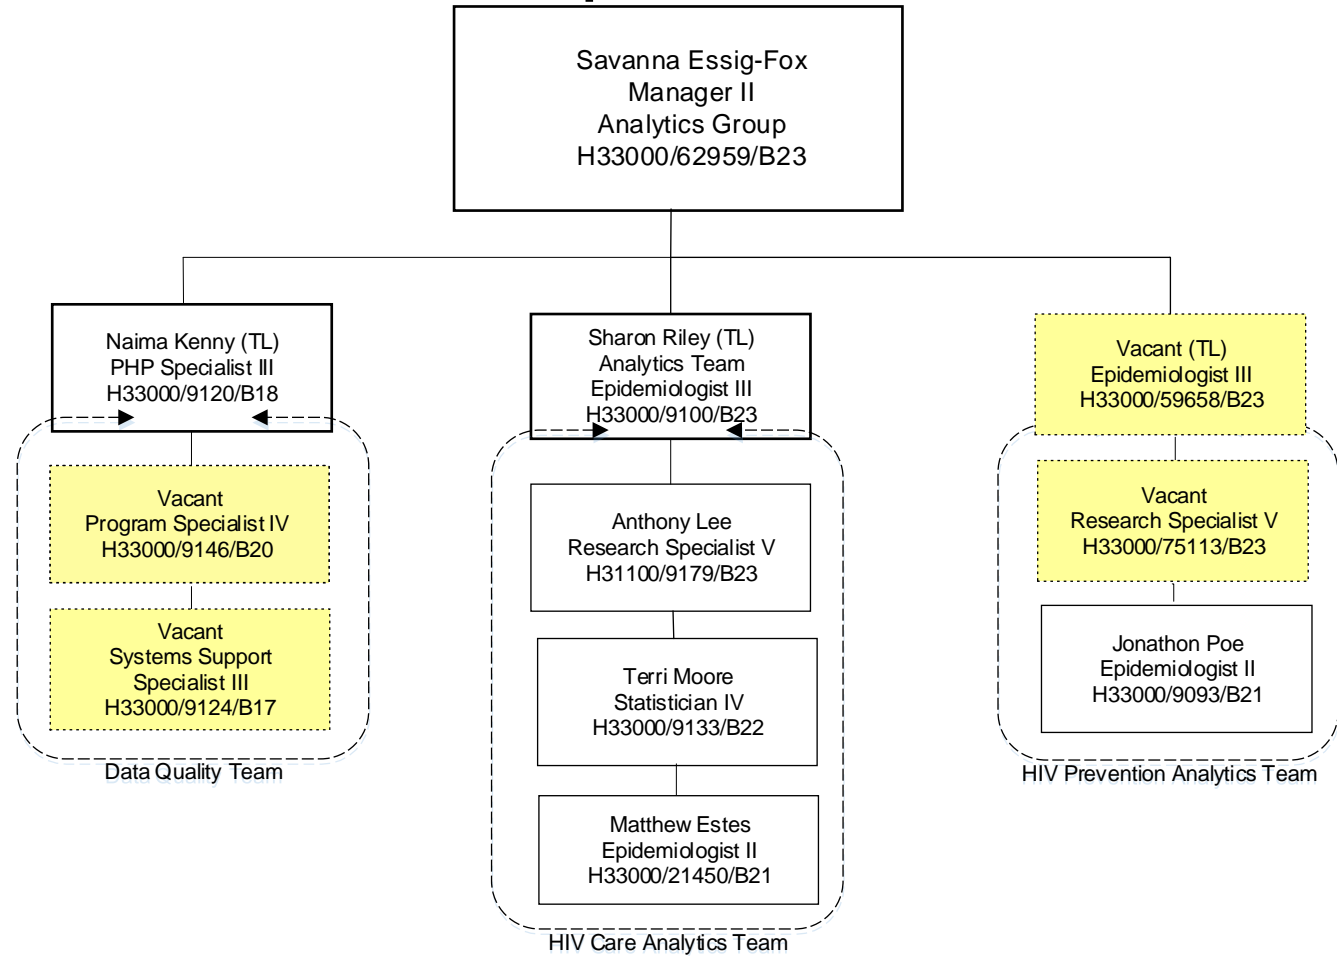 Savanna Essig-Fox
Manager II
Analytics Group
H33000/62959/B23
Naima Kenny (TL)
PHP Specialist III
H33000/9120/B18
Vacant
Program Specialist IV
H33000/9146/B20
Vacant
Systems Support
Specialist III
H33000/9124/B17
Data Quality Team
Sharon Riley (TL)
Analytics Team
Epidemiologist III
H33000/9100/B23
Anthony Lee
Research Specialist V
H31100/9179/B23
Terri Moore
Statistician IV
H33000/9133/B22
Matthew Estes
Epidemiologist II
H33000/21450/B21
HIV Care Analytics Team
Vacant (TL)
Epidemiologist III
H33000/59658/B23
Vacant
Research Specialist V
H33000/75113/B23
Jonathon Poe
Epidemiologist II
H33000/9093/B21
HIV Prevention Analytics Team